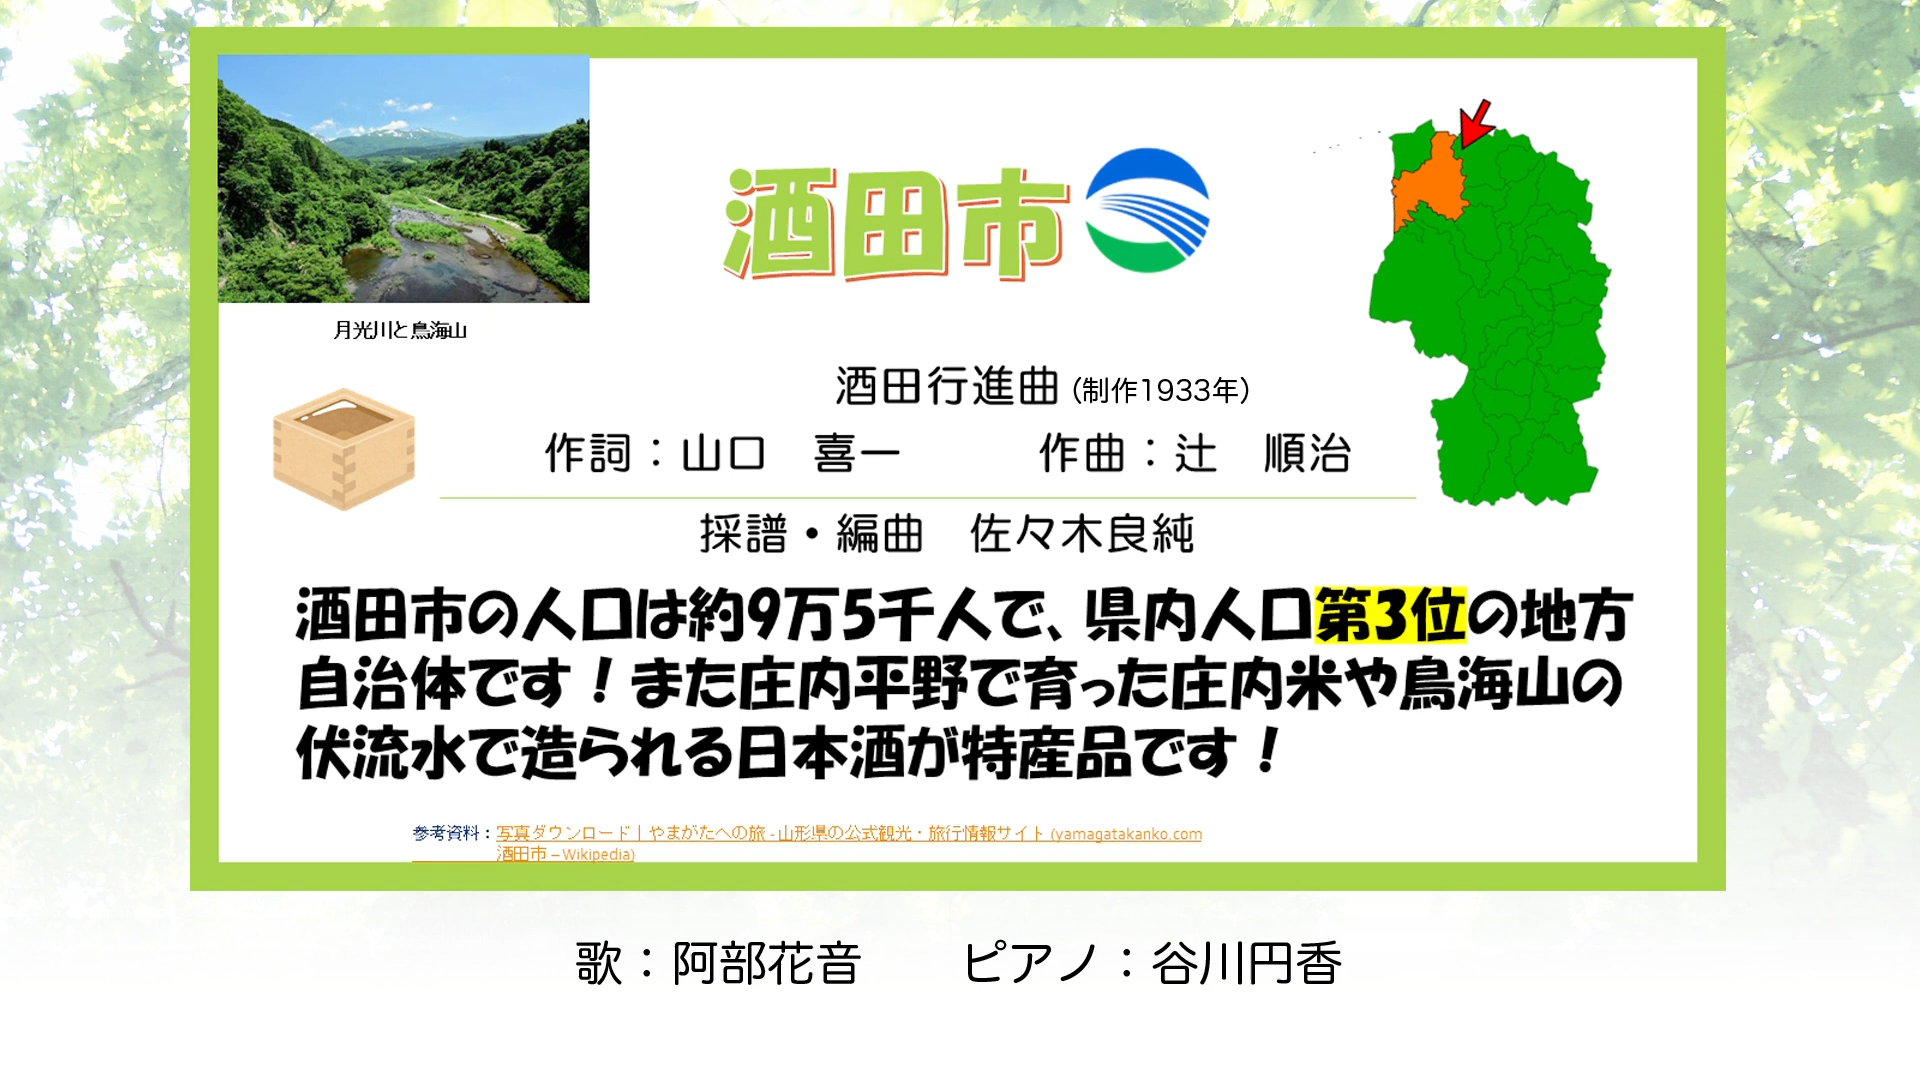 酒田市
月光川と鳥海山
酒田行進曲（制作1933年）
作詞：山口　喜一　　　作曲：辻　順治
採譜・編曲　佐々木良純
酒田市の人口は約9万5千人で、県内人口第3位の地方
自治体です！また庄内平野で育った庄内米や鳥海山の
伏流水で造られる日本酒が特産品です！
参考資料：写真ダウンロード｜やまがたへの旅 - 山形県の公式観光・旅行情報サイト (yamagatakanko.com
酒田市 – Wikipedia)
歌：阿部花音　　ピアノ：谷川円香